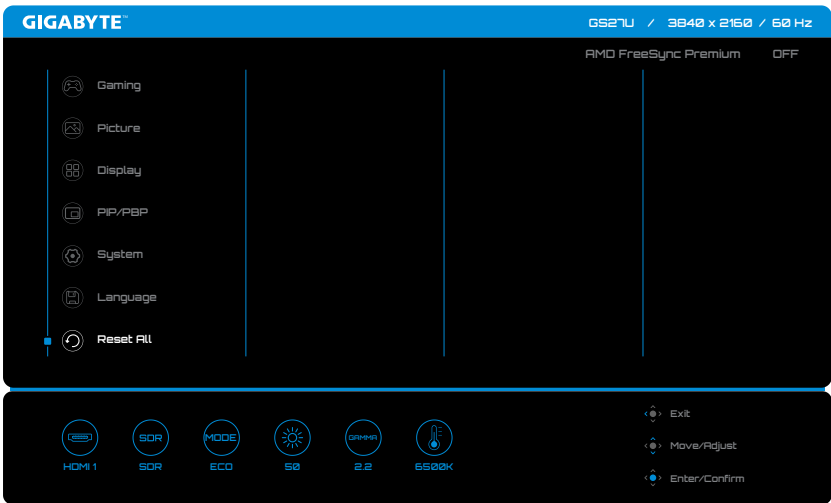 GIGABYTE™
GS27U / 3840 x 2160 / 60 Hz
AMD FreeSync Premium OFF
Gaming
Picture
Display
PIP/PBP
System
Language
Reset All
SDR MODE GAMMA
HDMI 1 SDR ECO 50 2.2 6500K
Exit
Move/Adjust
Enter/Confirm